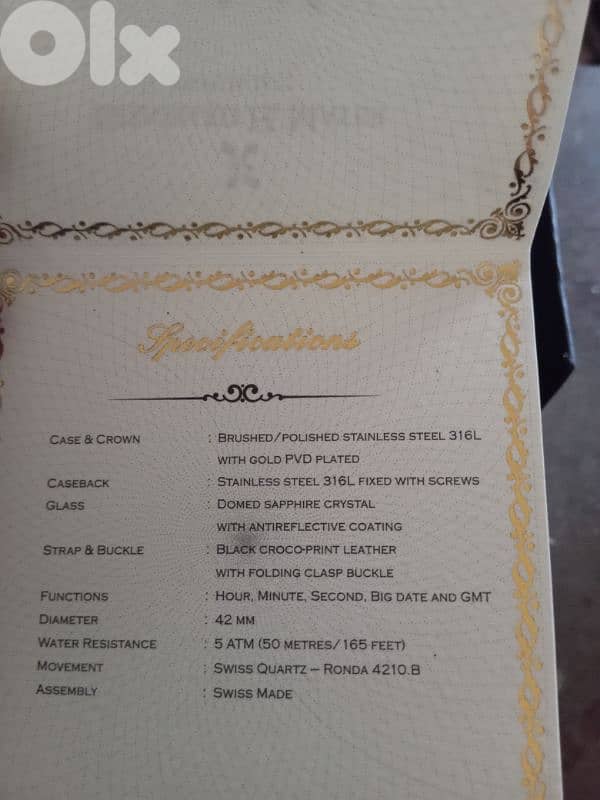 Olx
Specifications
Case & Crown : Brushed/polished stainless steel 316L
with gold PVD plated
Caseback : Stainless steel 316L fixed with screws
Glass : Domed sapphire crystal
with antireflective coating
Strap & Buckle : Black croco-print leather
with folding clasp buckle
Functions : Hour, Minute, Second, Big date and GMT
Diameter : 42 mm
Water Resistance : 5 ATM (50 metres/165 feet)
Movement : Swiss Quartz – Ronda 4210.B
Assembly : Swiss Made